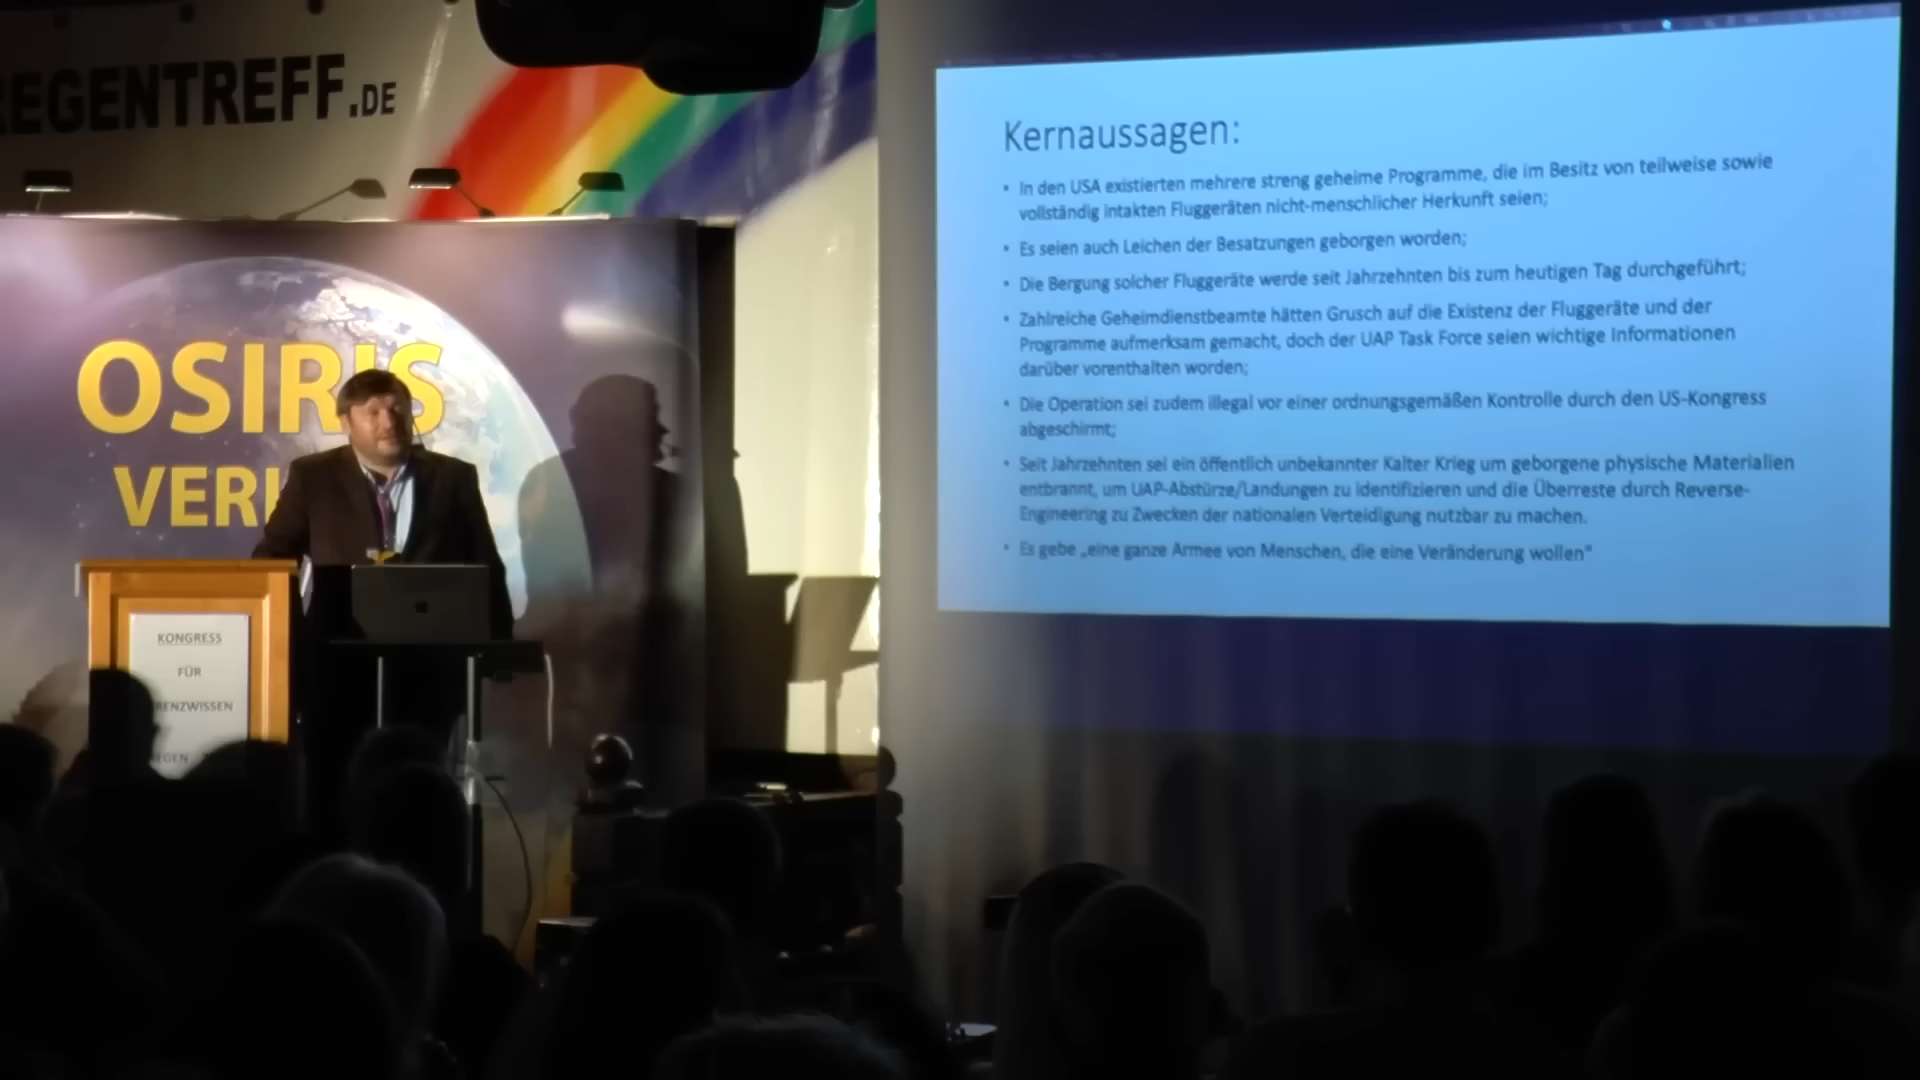 REGENTREFF.DE
OSIRIS
VERL
KONGRESS
FÜR
RENZWISSEN
REGEN
Kernaussagen:
• In den USA existierten mehrere streng geheime Programme, die im Besitz von teilweise sowie
vollständig intakten Fluggeräten nicht-menschlicher Herkunft seien;
• Es seien auch Leichen der Besatzungen geborgen worden;
• Die Bergung solcher Fluggeräte werde seit Jahrzehnten bis zum heutigen Tag durchgeführt;
• Zahlreiche Geheimdienstbeamte hätten Grusch auf die Existenz der Fluggeräte und der
Programme aufmerksam gemacht, doch der UAP Task Force seien wichtige Informationen
darüber vorenthalten worden;
• Die Operation sei zudem illegal vor einer ordnungsgemäßen Kontrolle durch den US-Kongress
abgeschirmt;
• Seit Jahrzehnten sei ein öffentlich unbekannter Kalter Krieg um geborgene physische Materialien
entbrannt, um UAP-Abstürze/Landungen zu identifizieren und die Überreste durch Reverse-
Engineering zu Zwecken der nationalen Verteidigung nutzbar zu machen.
• Es gebe „eine ganze Armee von Menschen, die eine Veränderung wollen“